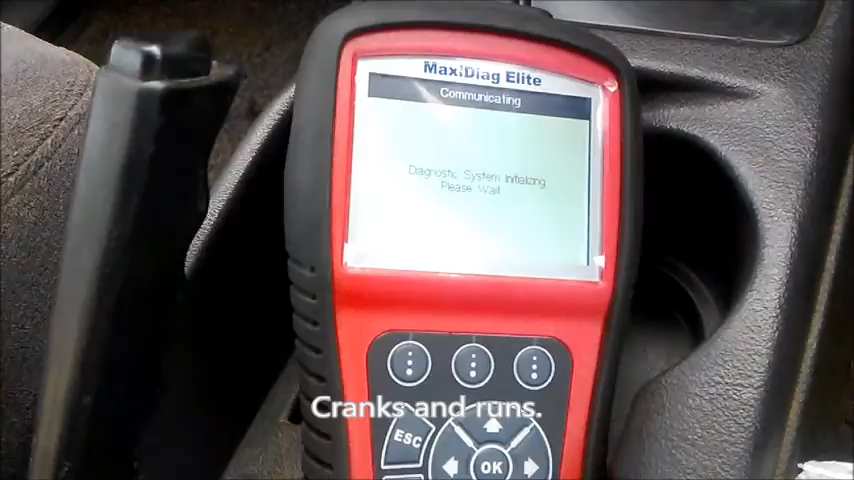 MaxiDiag Elite
Communicating
Diagnostic System Initializing
Please Wait
Cranks and runs.
ESC
OK